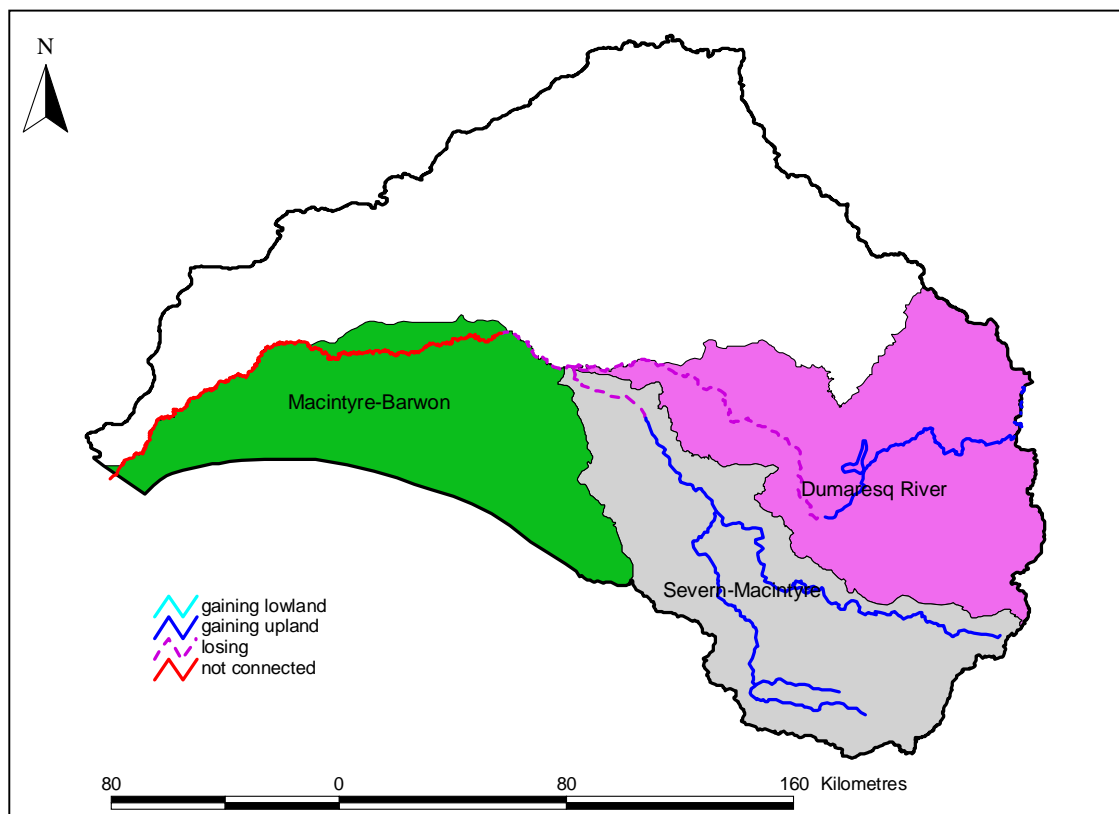 N
Macintyre-Barwon
Dumaresq River
Severn-Macintyre
gaining lowland
gaining upland
losing
not connected
80 0 80 160 Kilometres